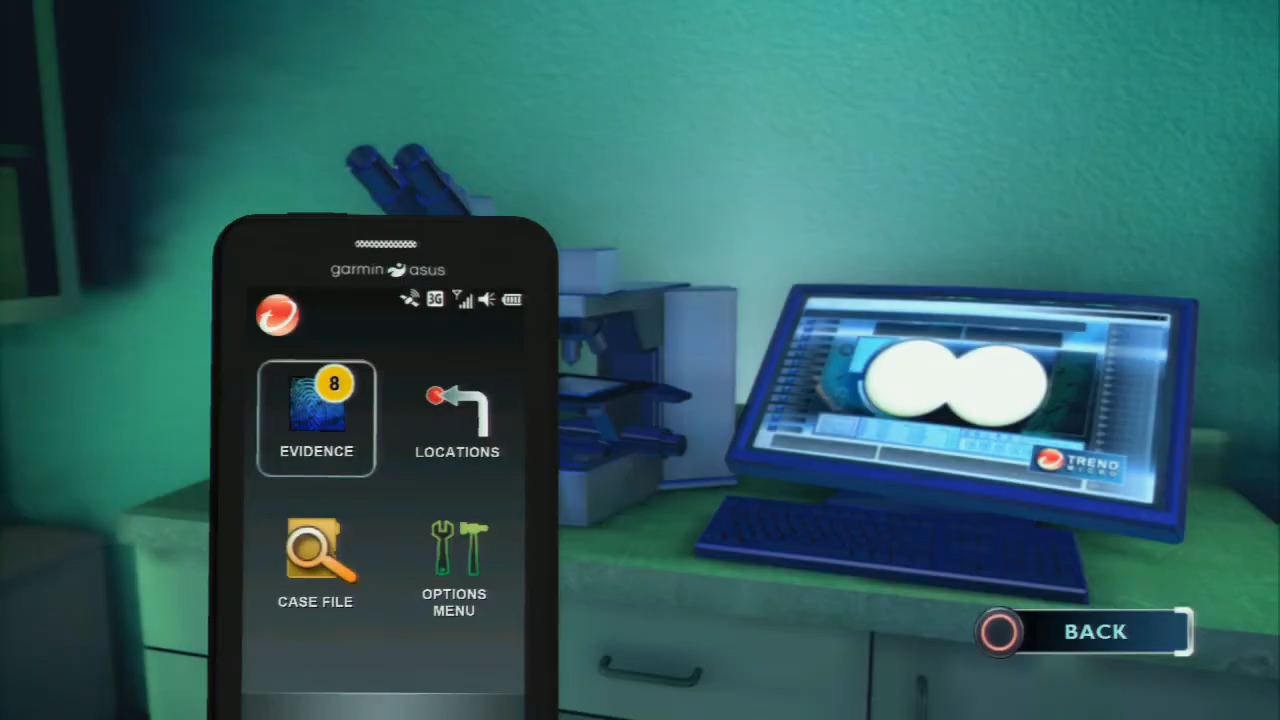 garmin asus
3G
8
EVIDENCE
LOCATIONS
CASE FILE
OPTIONS
MENU
TREND
MICRO
BACK